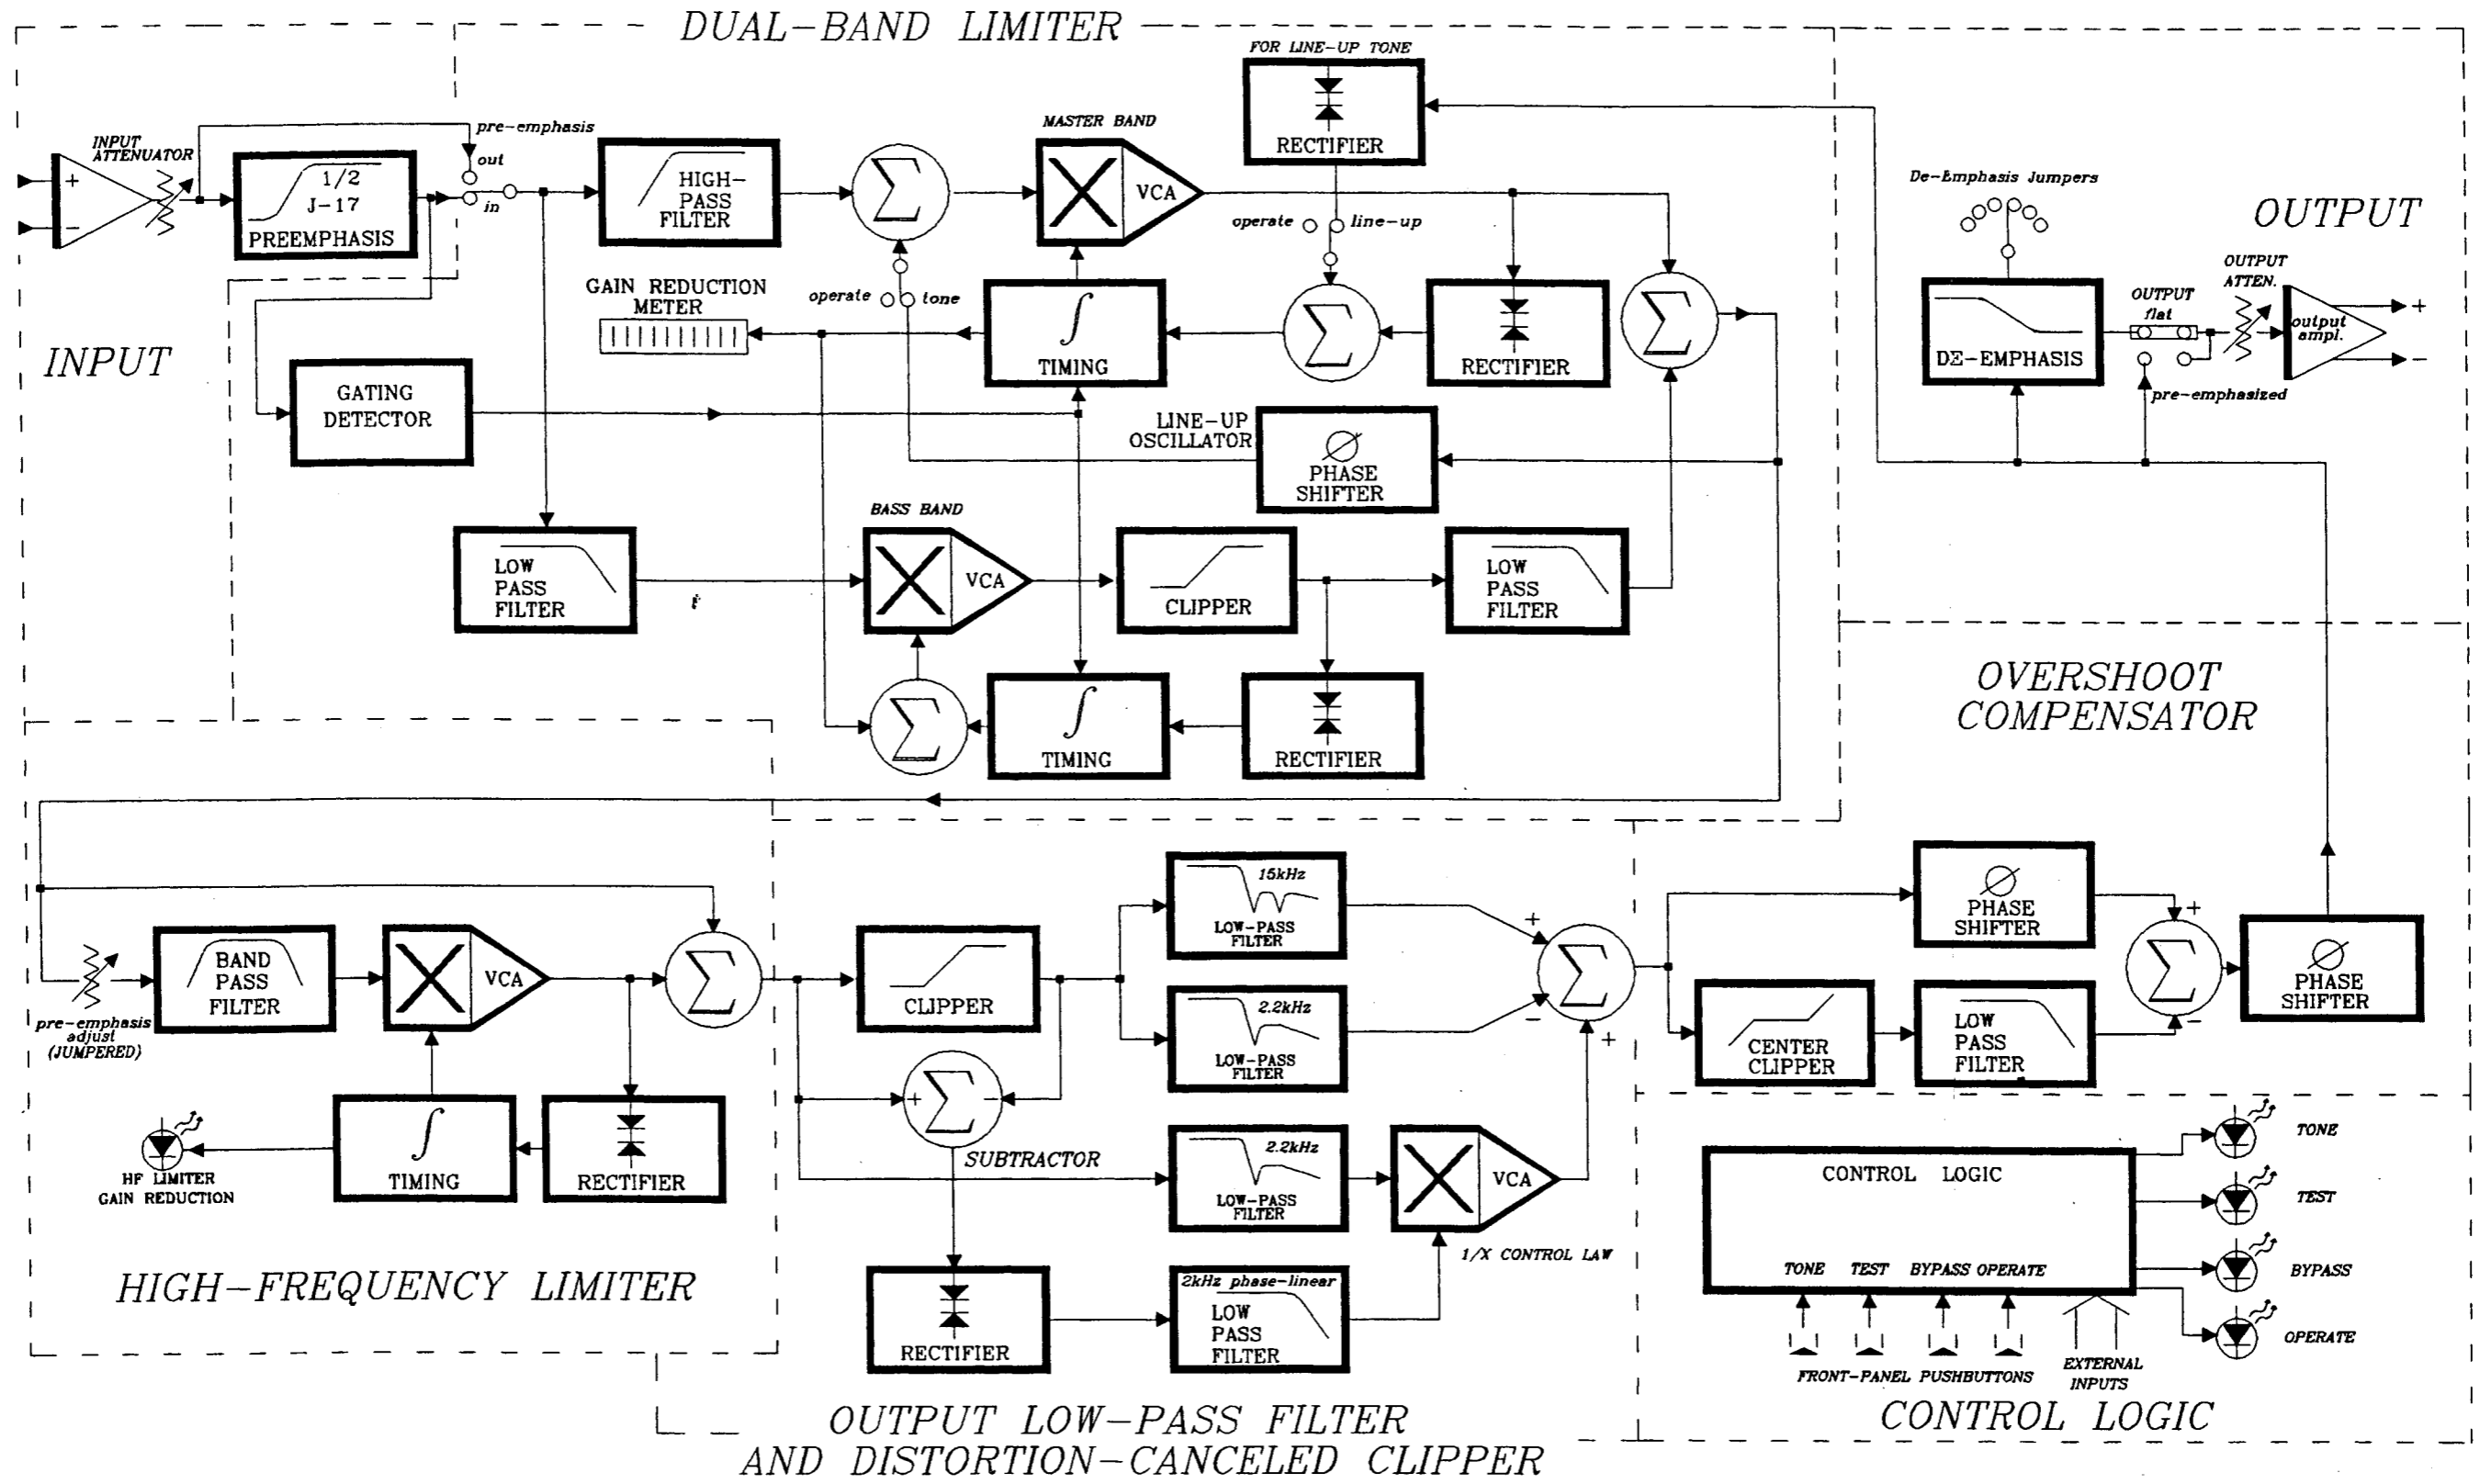 DUAL-BAND LIMITER
FOR LINE-UP TONE
RECTIFIER
INPUT
ATTENUATOR
+
−
1/2
J-17
PREEMPHASIS
pre-emphasis
out
in
HIGH-
PASS
FILTER
Σ
MASTER BAND
VCA
operate
line-up
De-Emphasis Jumpers
OUTPUT
INPUT
GAIN REDUCTION
METER
operate
tone
∫
TIMING
Σ
RECTIFIER
Σ
DE-EMPHASIS
OUTPUT
flat
pre-emphasized
OUTPUT
ATTEN.
output
ampl.
+
−
GATING
DETECTOR
LINE-UP
OSCILLATOR
PHASE
SHIFTER
LOW
PASS
FILTER
BASS BAND
VCA
CLIPPER
LOW
PASS
FILTER
Σ
∫
TIMING
RECTIFIER
OVERSHOOT
COMPENSATOR
pre-emphasis
adjust
(JUMPERED)
BAND
PASS
FILTER
VCA
Σ
HF LIMITER
GAIN REDUCTION
∫
TIMING
RECTIFIER
HIGH-FREQUENCY LIMITER
CLIPPER
+ Σ −
SUBTRACTOR
RECTIFIER
15kHz
LOW-PASS
FILTER
2.2kHz
LOW-PASS
FILTER
2.2kHz
LOW-PASS
FILTER
2kHz phase-linear
LOW
PASS
FILTER
VCA
1/X CONTROL LAW
+
−
+
Σ
OUTPUT LOW-PASS FILTER
AND DISTORTION-CANCELED CLIPPER
PHASE
SHIFTER
CENTER
CLIPPER
LOW
PASS
FILTER
+
Σ
−
PHASE
SHIFTER
CONTROL LOGIC
TONE TEST BYPASS OPERATE
FRONT-PANEL PUSHBUTTONS
EXTERNAL
INPUTS
TONE
TEST
BYPASS
OPERATE
CONTROL LOGIC